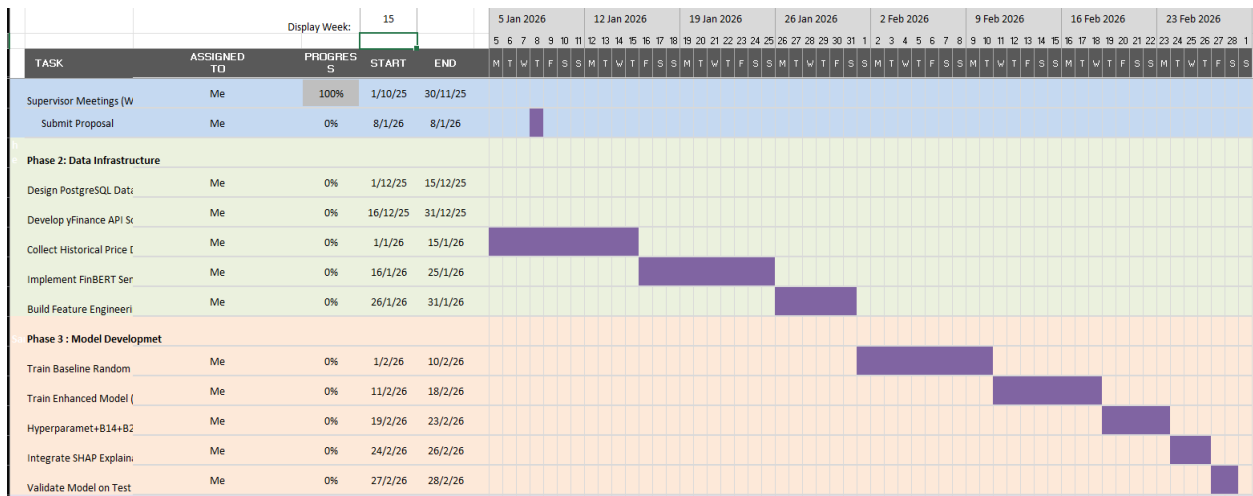 Display Week: 15 5 Jan 2026 12 Jan 2026 19 Jan 2026 26 Jan 2026 2 Feb 2026 9 Feb 2026 16 Feb 2026 23 Feb 2026
5 6 7 8 9 10 11 12 13 14 15 16 17 18 19 20 21 22 23 24 25 26 27 28 29 30 31 1 2 3 4 5 6 7 8 9 10 11 12 13 14 15 16 17 18 19 20 21 22 23 24 25 26 27 28 1
TASK ASSIGNED TO PROGRESS START END M T W T F S S M T W T F S S M T W T F S S M T W T F S S M T W T F S S M T W T F S S M T W T F S S M T W T F S S
Supervisor Meetings (W Me 100% 1/10/25 30/11/25
Submit Proposal Me 0% 8/1/26 8/1/26
Phase 2: Data Infrastructure
Design PostgreSQL Data Me 0% 1/12/25 15/12/25
Develop yFinance API Sc Me 0% 16/12/25 31/12/25
Collect Historical Price D Me 0% 1/1/26 15/1/26
Implement FinBERT Sen Me 0% 16/1/26 25/1/26
Build Feature Engineeri Me 0% 26/1/26 31/1/26
Phase 3 : Model Developmet
Train Baseline Random Me 0% 1/2/26 10/2/26
Train Enhanced Model ( Me 0% 11/2/26 18/2/26
Hyperparamet+B14+B2 Me 0% 19/2/26 23/2/26
Integrate SHAP Explaina Me 0% 24/2/26 26/2/26
Validate Model on Test Me 0% 27/2/26 28/2/26